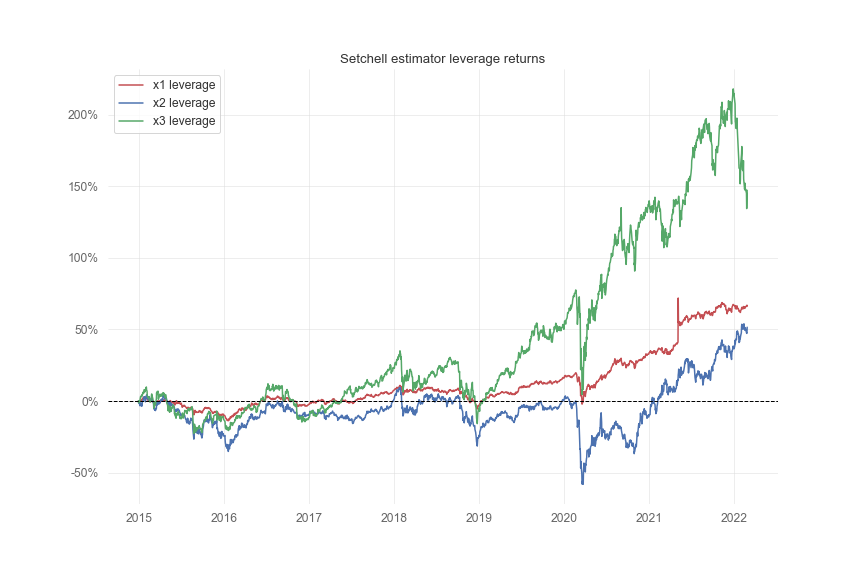 Setchell estimator leverage returns
x1 leverage
x2 leverage
x3 leverage
200%
150%
100%
50%
0%
-50%
2015 2016 2017 2018 2019 2020 2021 2022